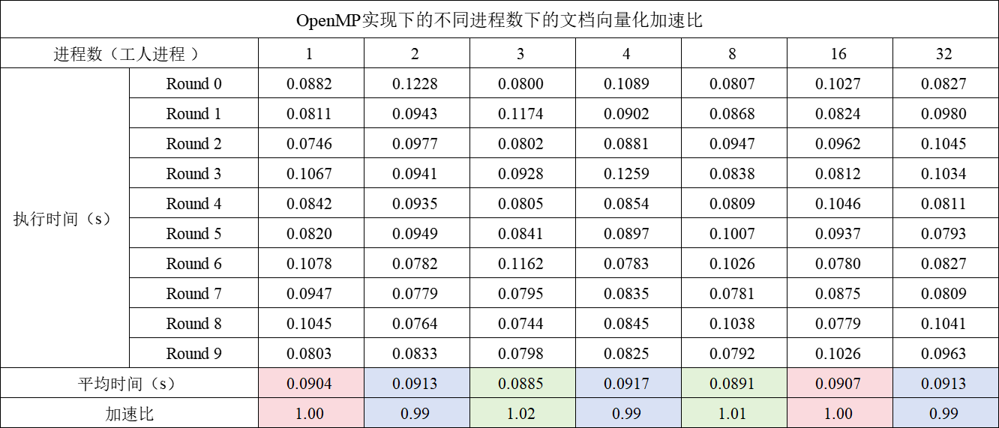 OpenMP实现下的不同进程数下的文档向量化加速比
进程数（工人进程 ） 1 2 3 4 8 16 32
执行时间（s）
Round 0 0.0882 0.1228 0.0800 0.1089 0.0807 0.1027 0.0827
Round 1 0.0811 0.0943 0.1174 0.0902 0.0868 0.0824 0.0980
Round 2 0.0746 0.0977 0.0802 0.0881 0.0947 0.0962 0.1045
Round 3 0.1067 0.0941 0.0928 0.1259 0.0838 0.0812 0.1034
Round 4 0.0842 0.0935 0.0805 0.0854 0.0809 0.1046 0.0811
Round 5 0.0820 0.0949 0.0841 0.0897 0.1007 0.0937 0.0793
Round 6 0.1078 0.0782 0.1162 0.0783 0.1026 0.0780 0.0827
Round 7 0.0947 0.0779 0.0795 0.0835 0.0781 0.0875 0.0809
Round 8 0.1045 0.0764 0.0744 0.0845 0.1038 0.0779 0.1041
Round 9 0.0803 0.0833 0.0798 0.0825 0.0792 0.1026 0.0963
平均时间（s） 0.0904 0.0913 0.0885 0.0917 0.0891 0.0907 0.0913
加速比 1.00 0.99 1.02 0.99 1.01 1.00 0.99